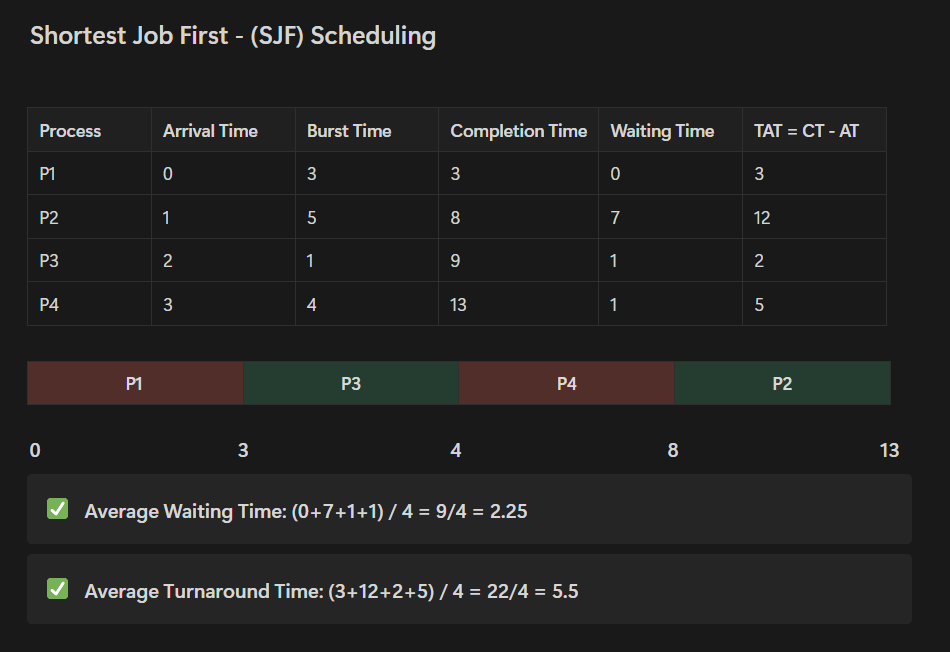 Shortest Job First - (SJF) Scheduling
Process Arrival Time Burst Time Completion Time Waiting Time TAT = CT - AT
P1 0 3 3 0 3
P2 1 5 8 7 12
P3 2 1 9 1 2
P4 3 4 13 1 5
P1 P3 P4 P2
0 3 4 8 13
✅ Average Waiting Time: (0+7+1+1) / 4 = 9/4 = 2.25
✅ Average Turnaround Time: (3+12+2+5) / 4 = 22/4 = 5.5